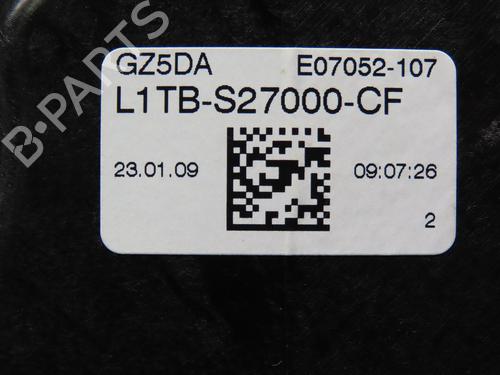 B-PARTS
GZ5DA E07052-107
L1TB-S27000-CF
23.01.09 09:07:26
2